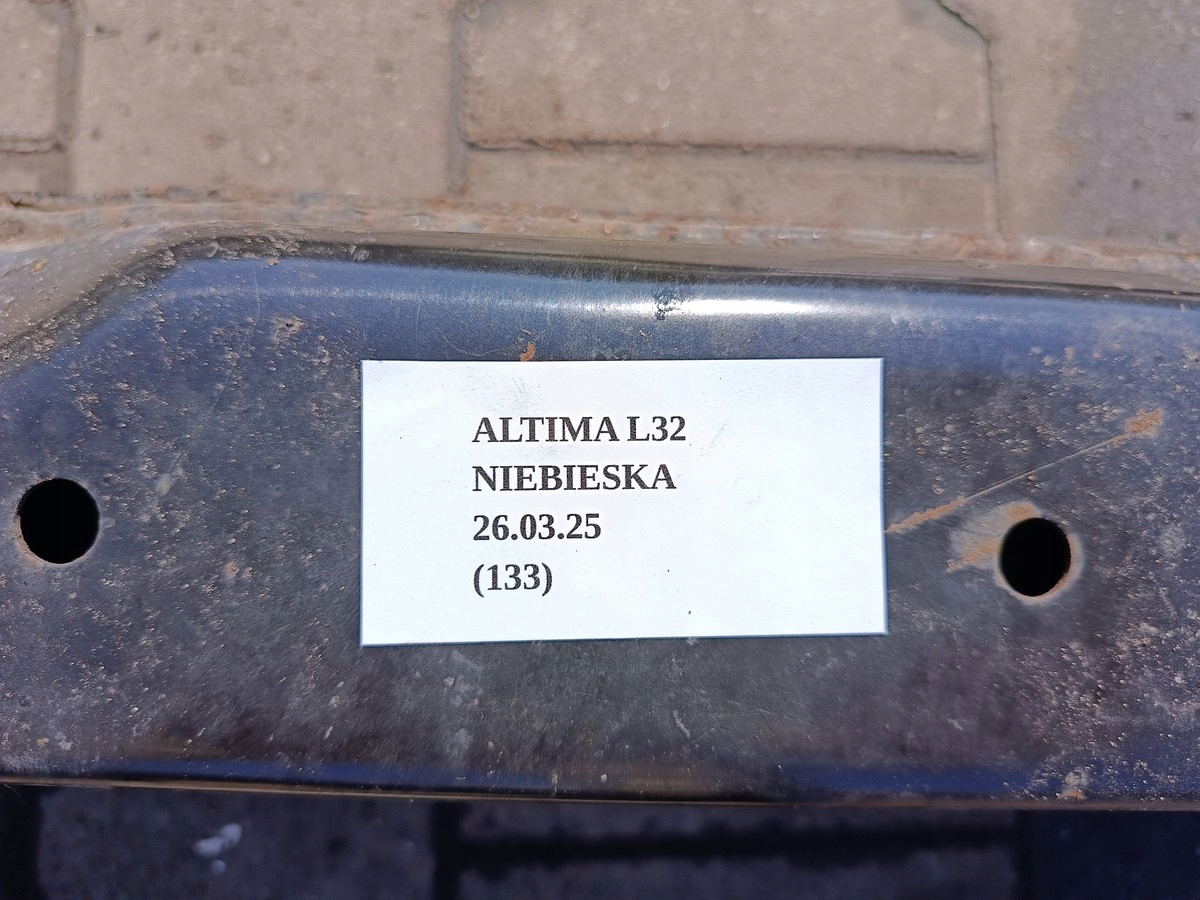 ALTIMA L32
NIEBIESKA
26.03.25
(133)